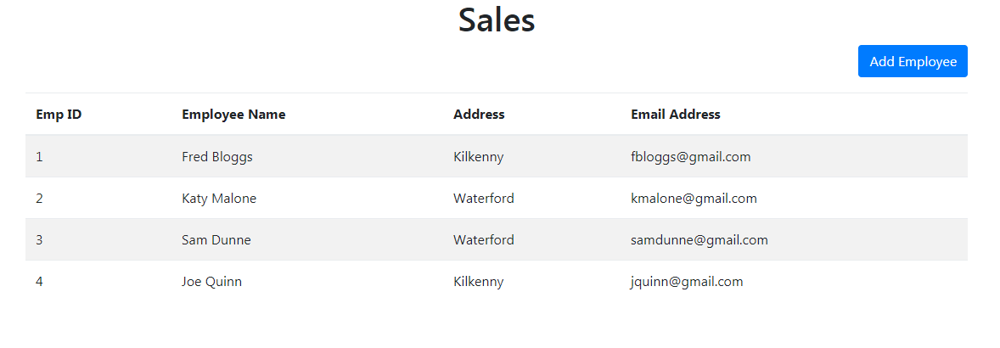 Sales
Add Employee
Emp ID Employee Name Address Email Address
1 Fred Bloggs Kilkenny fbloggs@gmail.com
2 Katy Malone Waterford kmalone@gmail.com
3 Sam Dunne Waterford samdunne@gmail.com
4 Joe Quinn Kilkenny jquinn@gmail.com